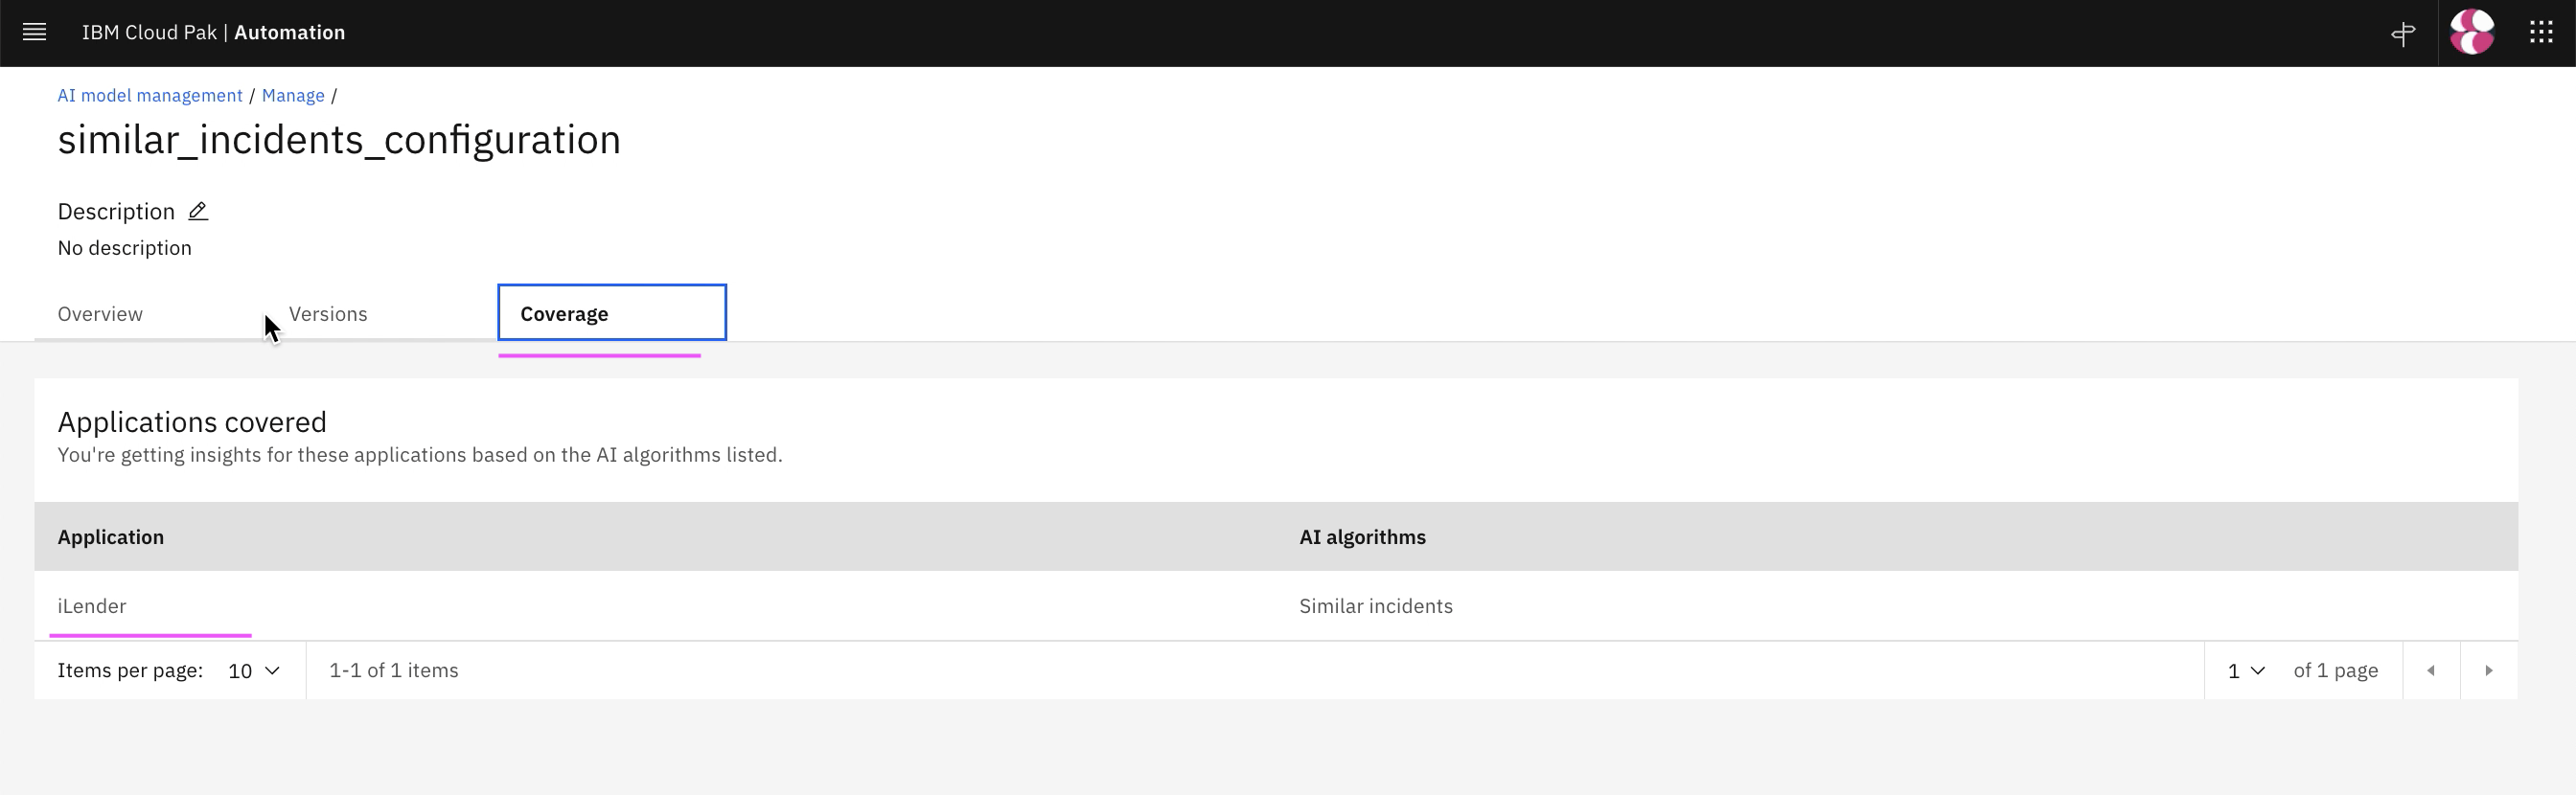 IBM Cloud Pak | Automation
AI model management / Manage /
similar_incidents_configuration
Description
No description
Overview Versions Coverage
Applications covered
You're getting insights for these applications based on the AI algorithms listed.
Application AI algorithms
iLender Similar incidents
Items per page: 10 1-1 of 1 items 1 of 1 page